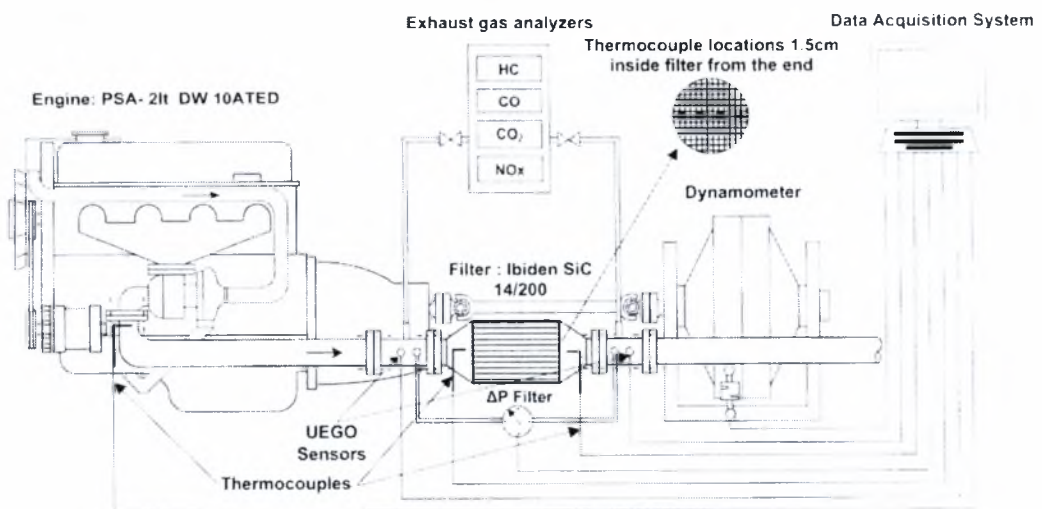 Exhaust gas analyzers
Data Acquisition System
Thermocouple locations 1.5cm
inside filter from the end
Engine: PSA- 2lt DW 10ATED
HC
CO
CO₂
NOx
Dynamometer
Filter : Ibiden SiC
14/200
ΔP Filter
UEGO
Sensors
Thermocouples